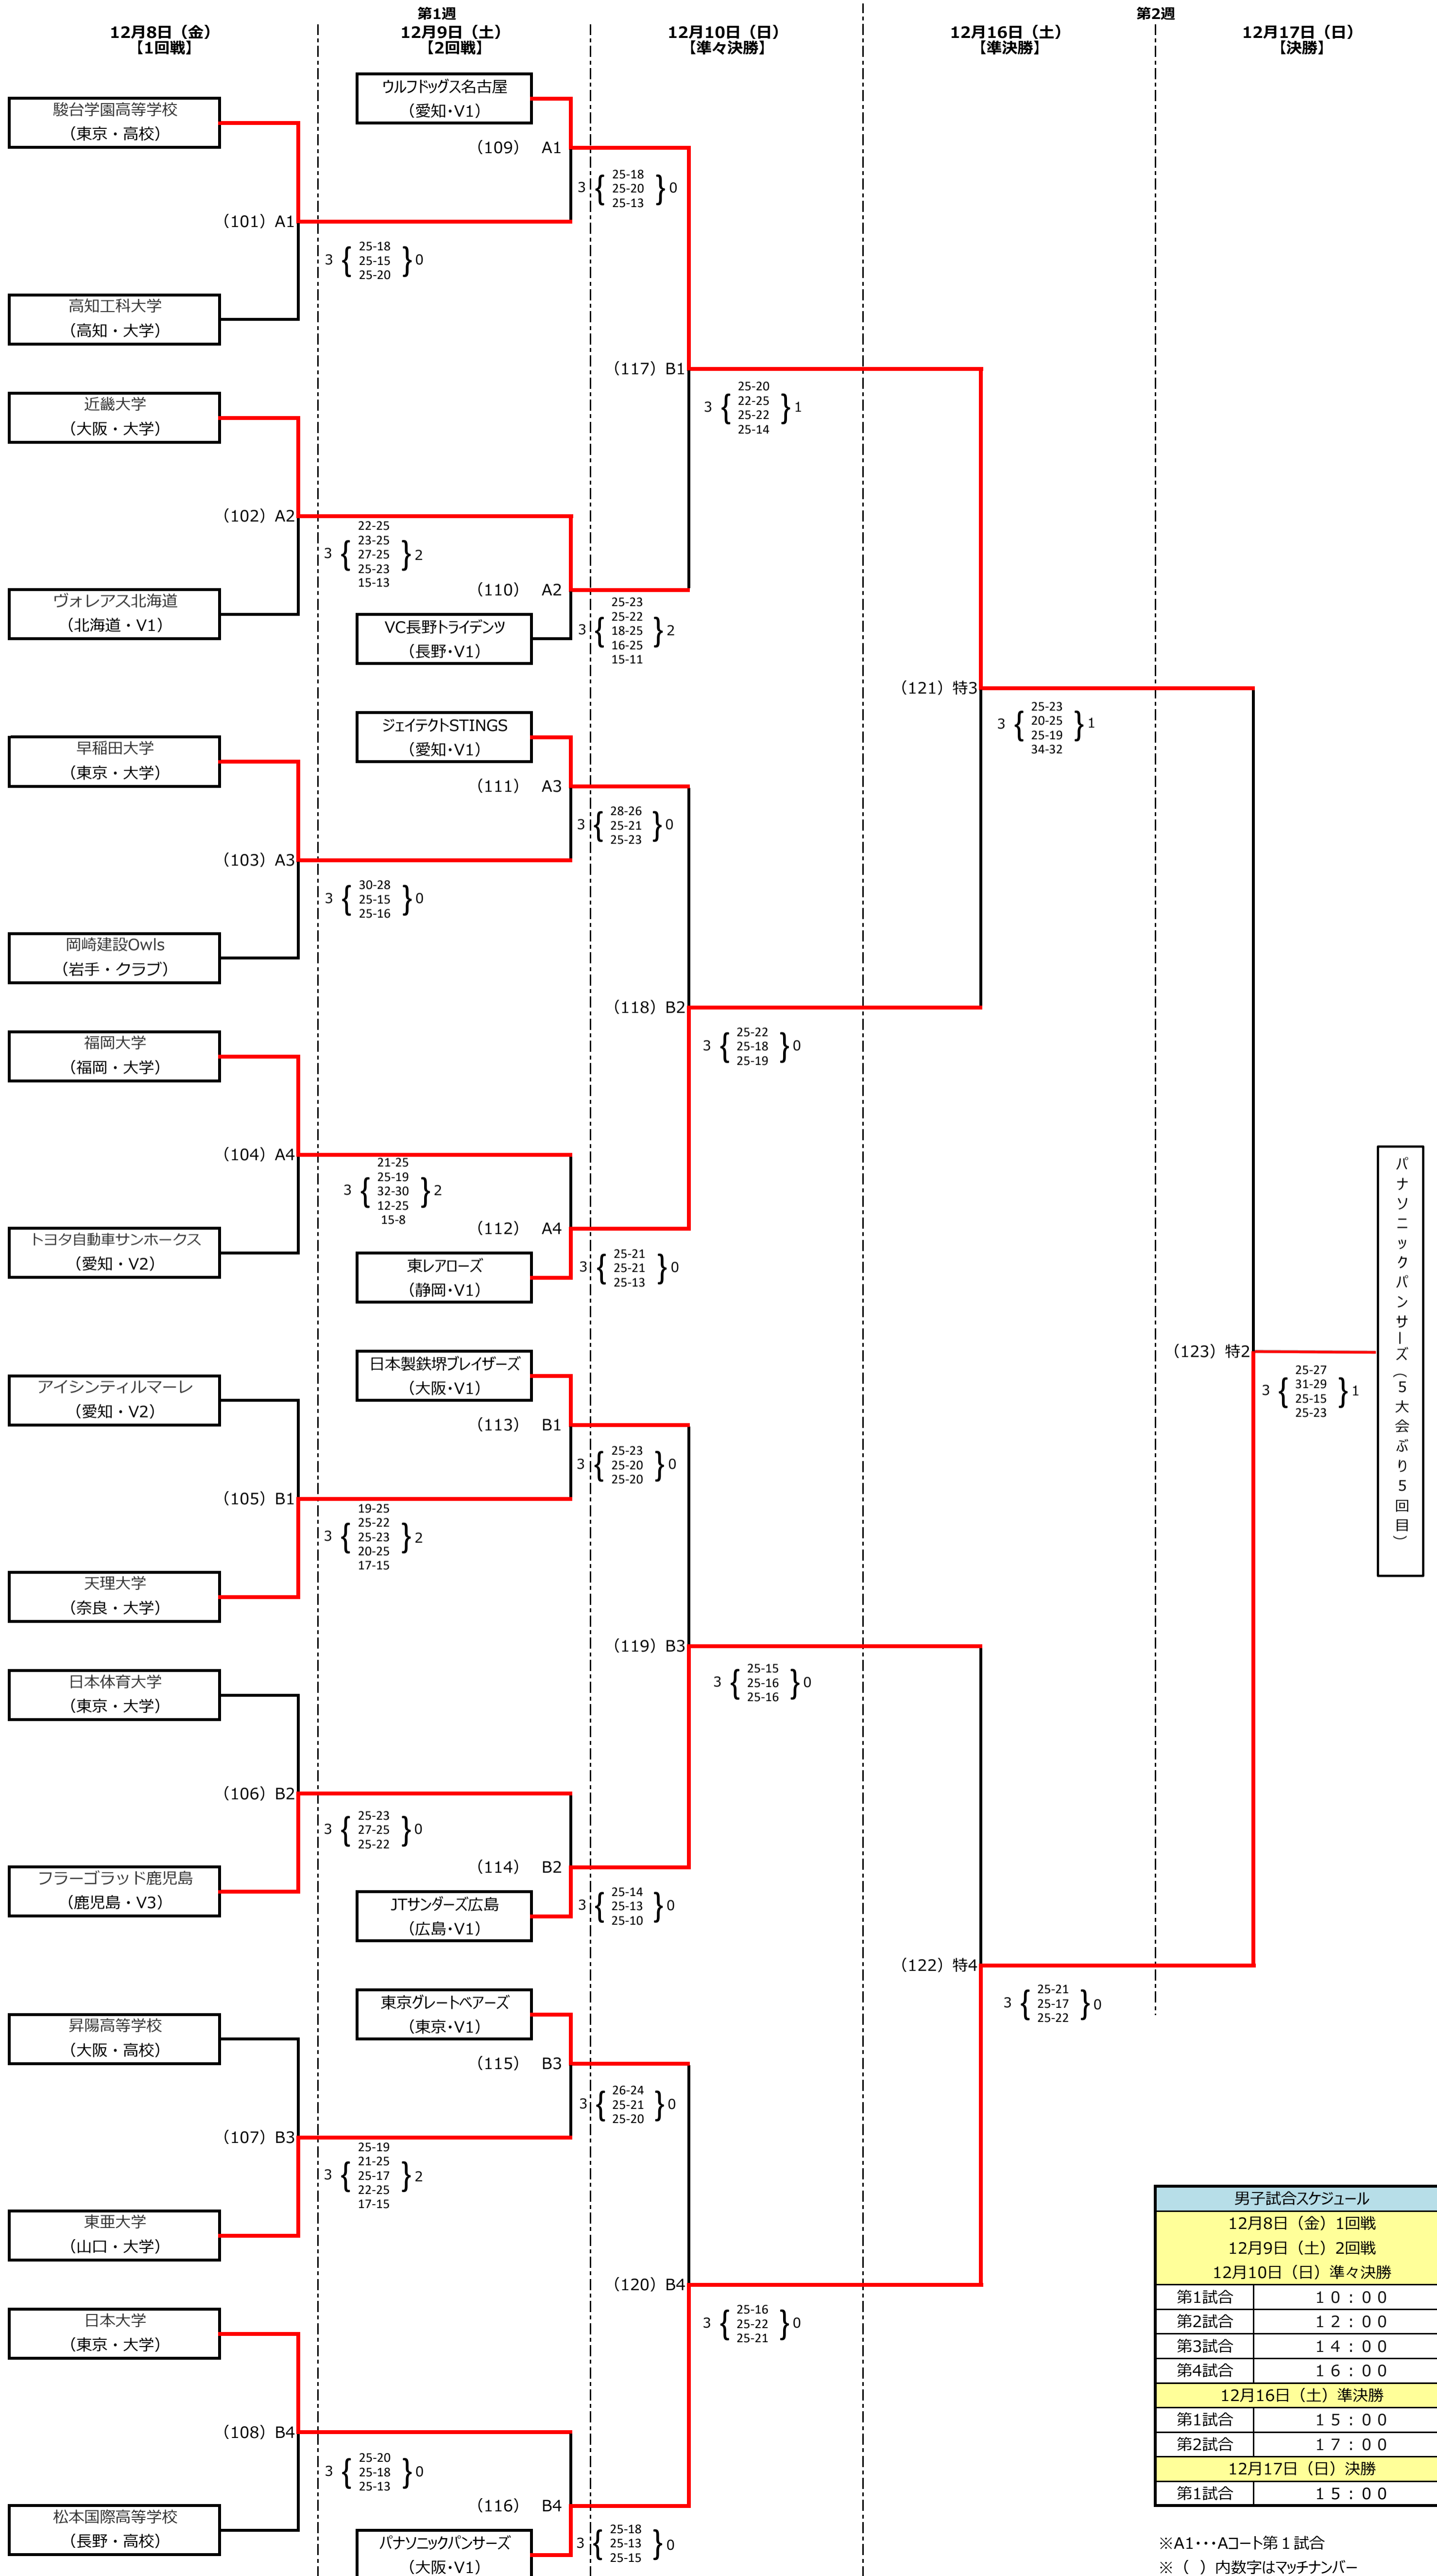 第1週
第2週
12月8日（金）
【1回戦】
12月9日（土）
【2回戦】
12月10日（日）
【準々決勝】
12月16日（土）
【準決勝】
12月17日（日）
【決勝】
駿台学園高等学校
（東京・高校）
（101）A1
3 { 25-18
25-15
25-20 } 0
高知工科大学
（高知・大学）
近畿大学
（大阪・大学）
（102）A2
3 { 22-25
23-25
27-25
25-23
15-13 } 2
ヴォレアス北海道
（北海道・V1）
早稲田大学
（東京・大学）
（103）A3
3 { 30-28
25-15
25-16 } 0
岡崎建設Owls
（岩手・クラブ）
福岡大学
（福岡・大学）
（104）A4
3 { 21-25
25-19
32-30
12-25
15-8 } 2
トヨタ自動車サンホークス
（愛知・V2）
アイシンティルマーレ
（愛知・V2）
（105）B1
3 { 19-25
25-22
25-23
20-25
17-15 } 2
天理大学
（奈良・大学）
日本体育大学
（東京・大学）
（106）B2
3 { 25-23
27-25
25-22 } 0
フラーゴラッド鹿児島
（鹿児島・V3）
昇陽高等学校
（大阪・高校）
（107）B3
3 { 25-19
21-25
25-17
22-25
17-15 } 2
東亜大学
（山口・大学）
日本大学
（東京・大学）
（108）B4
3 { 25-20
25-18
25-13 } 0
松本国際高等学校
（長野・高校）
ウルフドッグス名古屋
（愛知・V1）
（109） A1
3 { 25-18
25-20
25-13 } 0
（110） A2
3 { 25-23
25-22
18-25
16-25
15-11 } 2
VC長野トライデンツ
（長野・V1）
ジェイテクトSTINGS
（愛知・V1）
（111） A3
3 { 28-26
25-21
25-23 } 0
（112） A4
3 { 25-21
25-21
25-13 } 0
東レアローズ
（静岡・V1）
日本製鉄堺ブレイザーズ
（大阪・V1）
（113） B1
3 { 25-23
25-20
25-20 } 0
（114） B2
3 { 25-14
25-13
25-10 } 0
JTサンダーズ広島
（広島・V1）
東京グレートベアーズ
（東京・V1）
（115） B3
3 { 26-24
25-21
25-20 } 0
（116） B4
3 { 25-18
25-13
25-15 } 0
パナソニックパンサーズ
（大阪・V1）
（117）B1
3 { 25-20
22-25
25-22
25-14 } 1
（118）B2
3 { 25-22
25-18
25-19 } 0
（119）B3
3 { 25-15
25-16
25-16 } 0
（120）B4
3 { 25-16
25-22
25-21 } 0
（121）特3
3 { 25-23
20-25
25-19
34-32 } 1
（122）特4
3 { 25-21
25-17
25-22 } 0
（123）特2
3 { 25-27
31-29
25-15
25-23 } 1
パナソニックパンサーズ（5大会ぶり5回目）
男子試合スケジュール
12月8日（金）1回戦
12月9日（土）2回戦
12月10日（日）準々決勝
第1試合 １０：００
第2試合 １２：００
第3試合 １４：００
第4試合 １６：００
12月16日（土）準決勝
第1試合 １５：００
第2試合 １７：００
12月17日（日）決勝
第1試合 １５：００
※A1・・・Aコート第１試合
※（ ）内数字はマッチナンバー